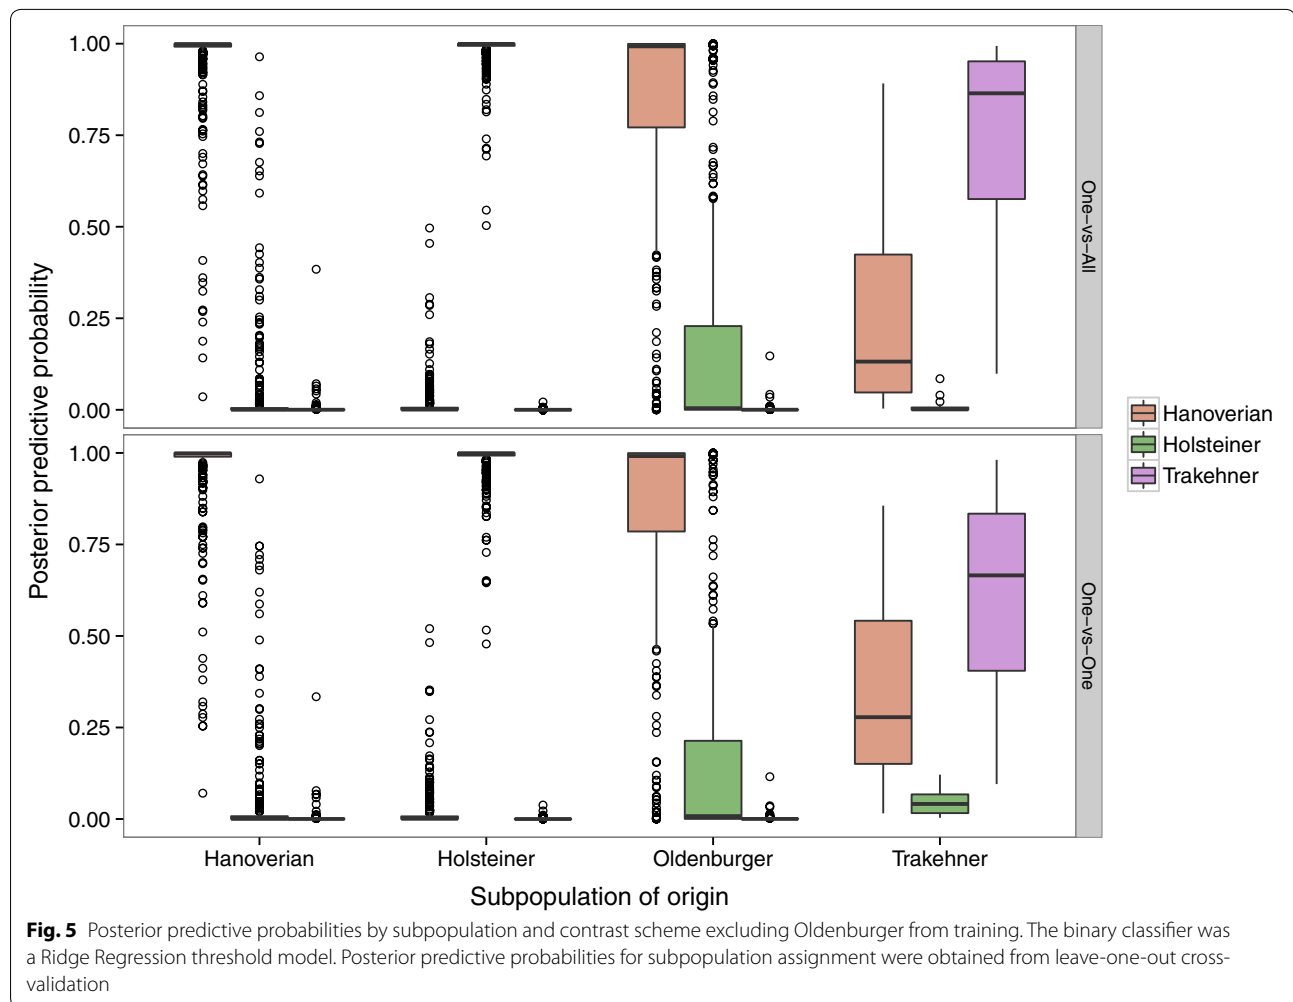 1.00
0.75
0.50
0.25
0.00
One-vs-All
1.00
0.75
0.50
0.25
0.00
One-vs-One
Posterior predictive probability
Hanoverian
Holsteiner
Oldenburger
Trakehner
Subpopulation of origin
Hanoverian
Holsteiner
Trakehner
Fig. 5 Posterior predictive probabilities by subpopulation and contrast scheme excluding Oldenburger from training. The binary classifier was
a Ridge Regression threshold model. Posterior predictive probabilities for subpopulation assignment were obtained from leave-one-out cross-
validation